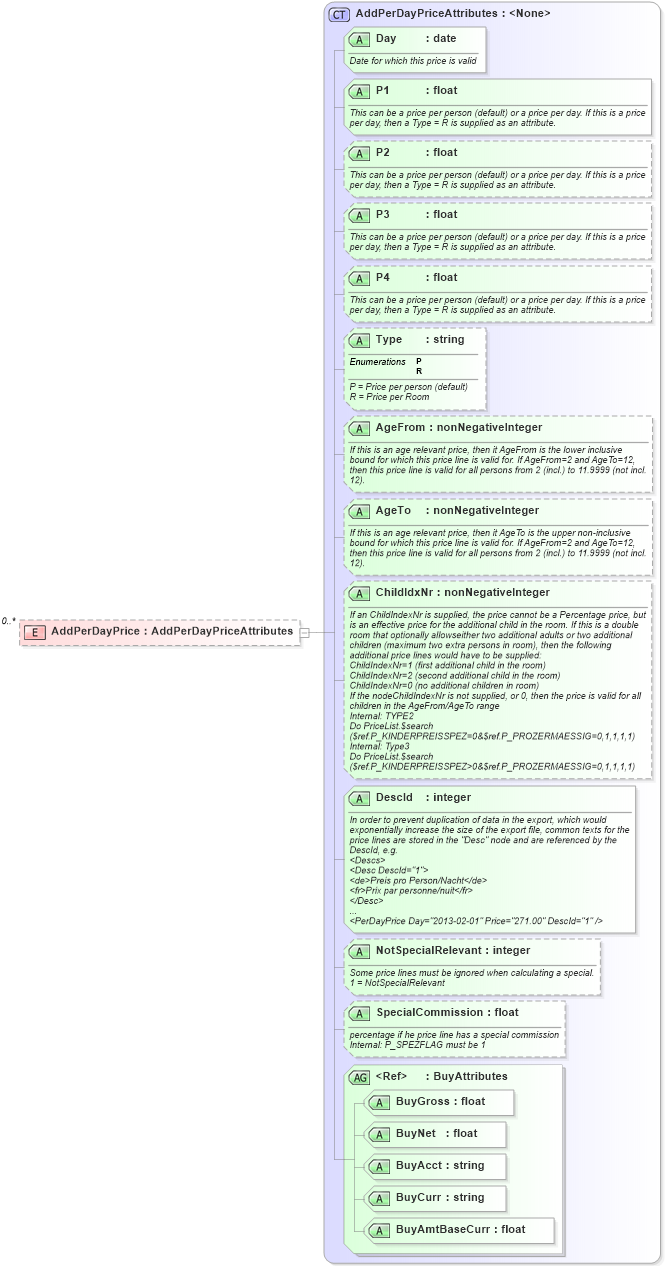 CT AddPerDayPriceAttributes : <None>
A Day : date
Date for which this price is valid
A P1 : float
This can be a price per person (default) or a price per day. If this is a price
per day, then a Type = R is supplied as an attribute.
A P2 : float
This can be a price per person (default) or a price per day. If this is a price
per day, then a Type = R is supplied as an attribute.
A P3 : float
This can be a price per person (default) or a price per day. If this is a price
per day, then a Type = R is supplied as an attribute.
A P4 : float
This can be a price per person (default) or a price per day. If this is a price
per day, then a Type = R is supplied as an attribute.
A Type : string
Enumerations P
R
P = Price per person (default)
R = Price per Room
A AgeFrom : nonNegativeInteger
If this is an age relevant price, then it AgeFrom is the lower inclusive
bound for which this price line is valid for. If AgeFrom=2 and AgeTo=12,
then this price line is valid for all persons from 2 (incl.) to 11.9999 (not incl.
12).
A AgeTo : nonNegativeInteger
If this is an age relevant price, then it AgeTo is the upper non-inclusive
bound for which this price line is valid for. If AgeFrom=2 and AgeTo=12,
then this price line is valid for all persons from 2 (incl.) to 11.9999 (not incl.
12).
A ChildIdxNr : nonNegativeInteger
If an ChildIndexNr is supplied, the price cannot be a Percentage price, but
is an effective price for the additional child in the room. If this is a double
room that optionally allowseither two additional adults or two additional
children (maximum two extra persons in room), then the following
additional price lines would have to be supplied:
ChildIndexNr=1 (first additional child in the room)
ChildIndexNr=2 (second additional child in the room)
ChildIndexNr=0 (no additional children in room)
If the nodeChildIndexNr is not supplied, or 0, then the price is valid for all
children in the AgeFrom/AgeTo range
Internal: TYPE2
Do PriceList.$search
($ref.P_KINDERPREISSPEZ=0&$ref.P_PROZERMAESSIG=0,1,1,1,1)
Internal: Type3
Do PriceList.$search
($ref.P_KINDERPREISSPEZ>0&$ref.P_PROZERMAESSIG=0,1,1,1,1)
0..*
E AddPerDayPrice : AddPerDayPriceAttributes
A DescId : integer
In order to prevent duplication of data in the export, which would
exponentially increase the size of the export file, common texts for the
price lines are stored in the "Desc" node and are referenced by the
DescId, e.g.
<Descs>
<Desc DescId="1">
<de>Preis pro Person/Nacht</de>
<fr>Prix par personne/nuit</fr>
</Desc>
...
<PerDayPrice Day="2013-02-01" Price="271.00" DescId="1" />
A NotSpecialRelevant : integer
Some price lines must be ignored when calculating a special.
1 = NotSpecialRelevant
A SpecialCommission : float
percentage if he price line has a special commission
Internal: P_SPEZFLAG must be 1
AG <Ref> : BuyAttributes
A BuyGross : float
A BuyNet : float
A BuyAcct : string
A BuyCurr : string
A BuyAmtBaseCurr : float